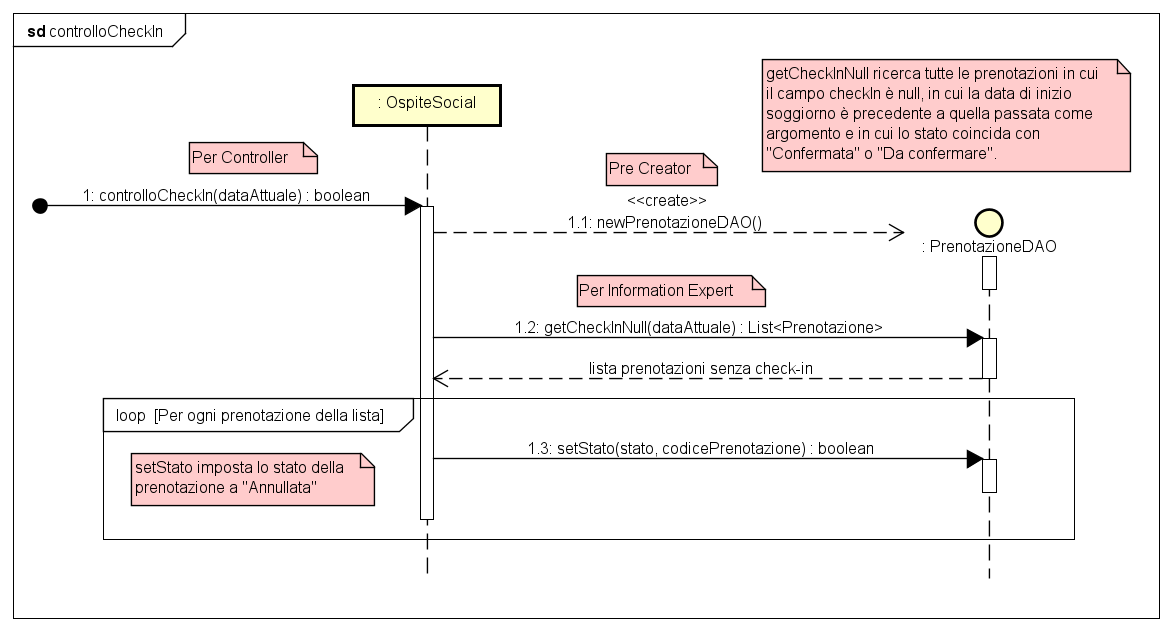 sd controlloCheckIn
getCheckInNull ricerca tutte le prenotazioni in cui
il campo checkIn è null, in cui la data di inizio
soggiorno è precedente a quella passata come
argomento e in cui lo stato coincida con
"Confermata" o "Da confermare".
: OspiteSocial
Per Controller
Pre Creator
1: controlloCheckIn(dataAttuale) : boolean
<<create>>
1.1: newPrenotazioneDAO()
: PrenotazioneDAO
Per Information Expert
1.2: getCheckInNull(dataAttuale) : List<Prenotazione>
lista prenotazioni senza check-in
loop [Per ogni prenotazione della lista]
1.3: setStato(stato, codicePrenotazione) : boolean
setStato imposta lo stato della
prenotazione a "Annullata"